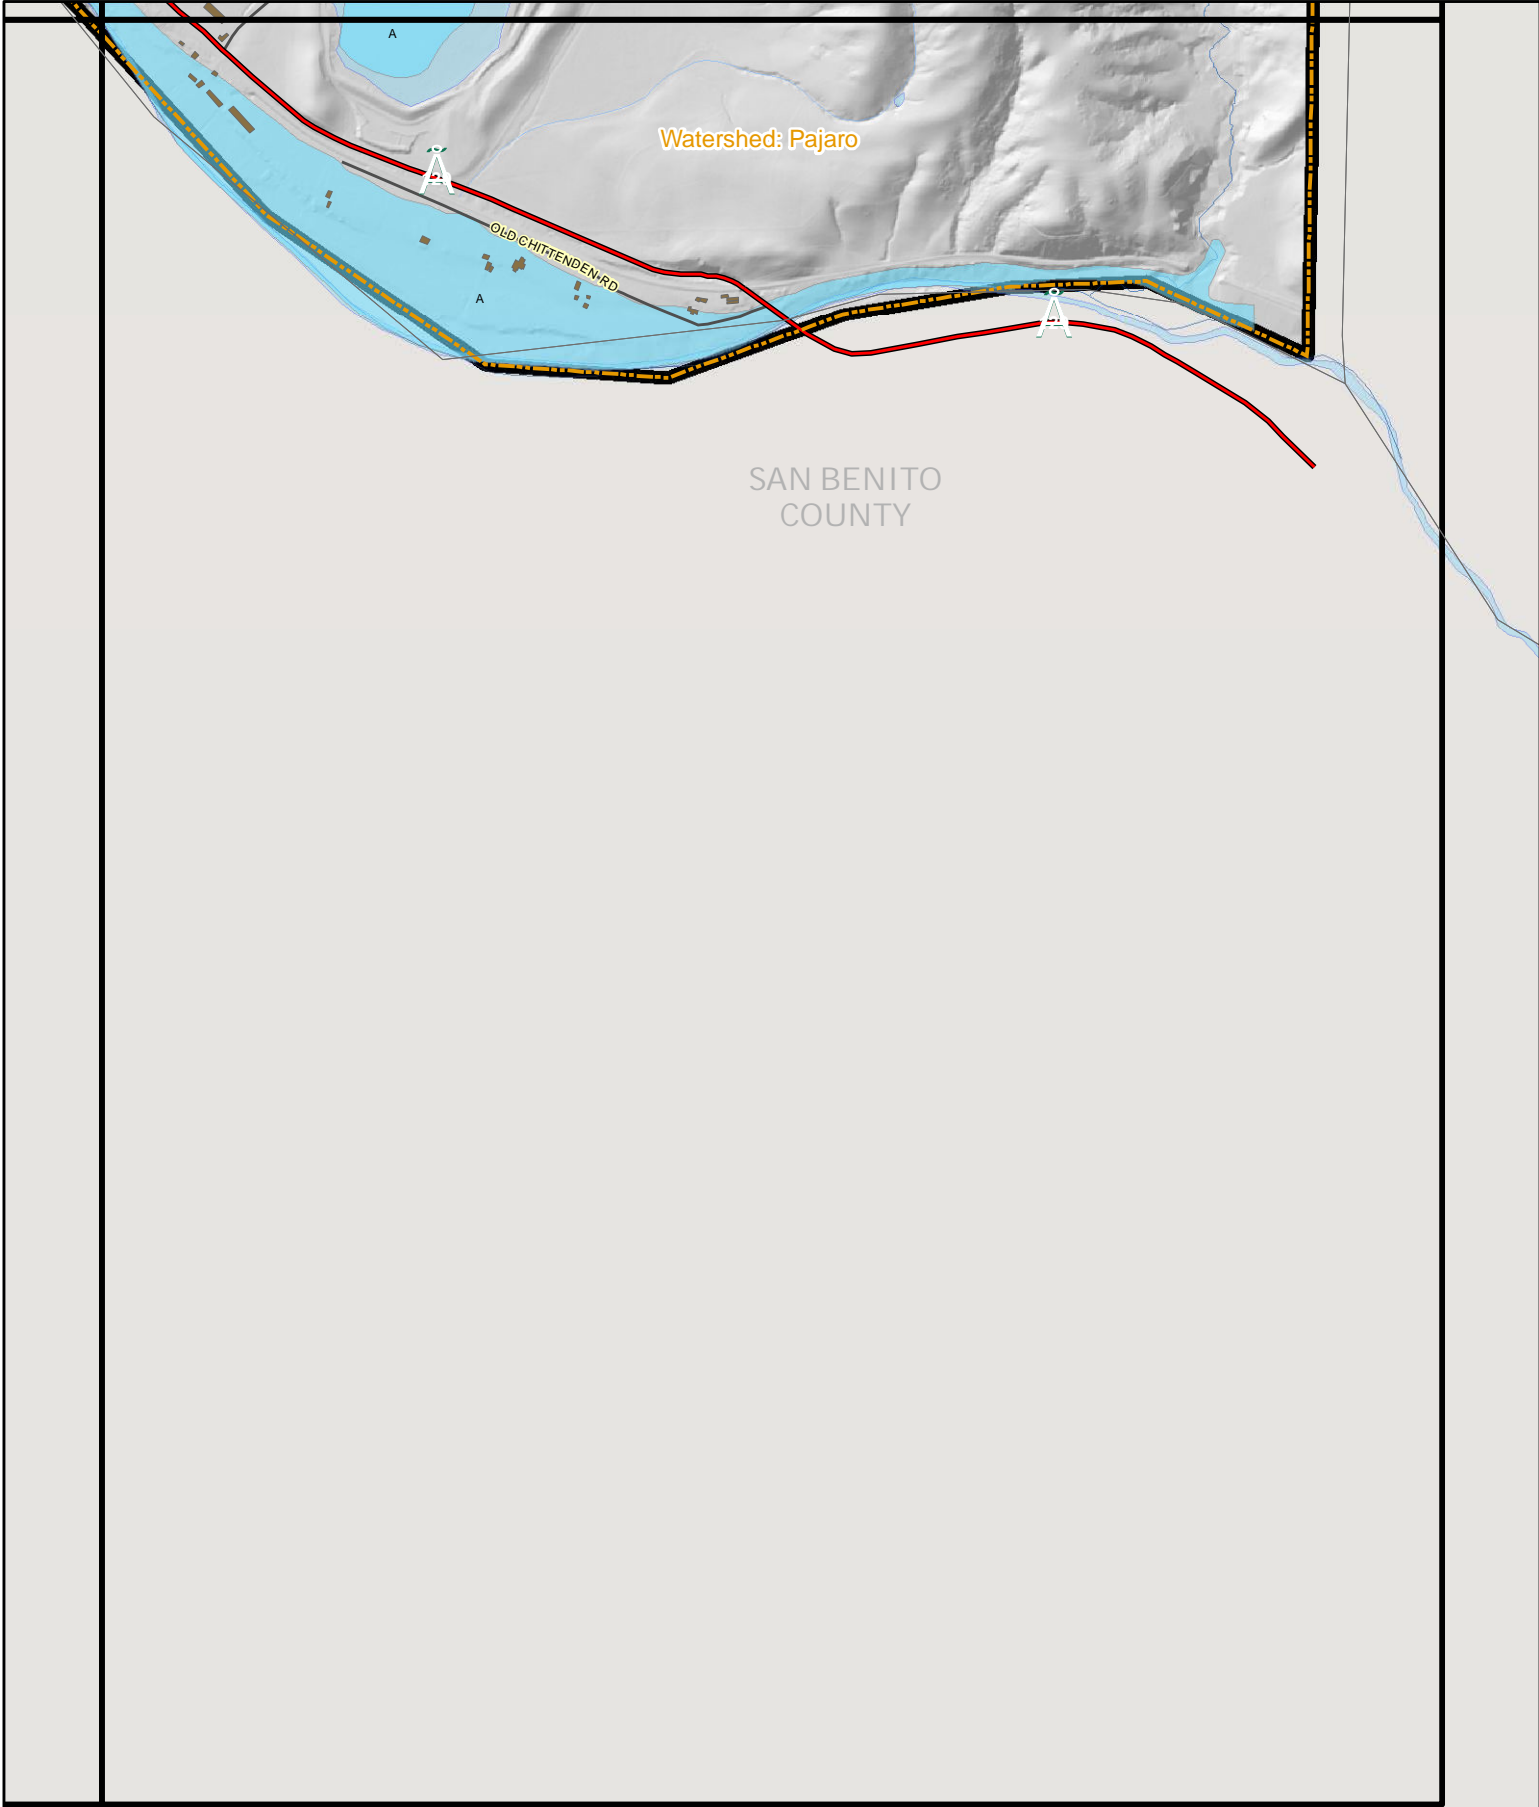 A
Watershed: Pajaro
Å
OLD CHITTENDEN RD
Å
A
SAN BENITO
COUNTY